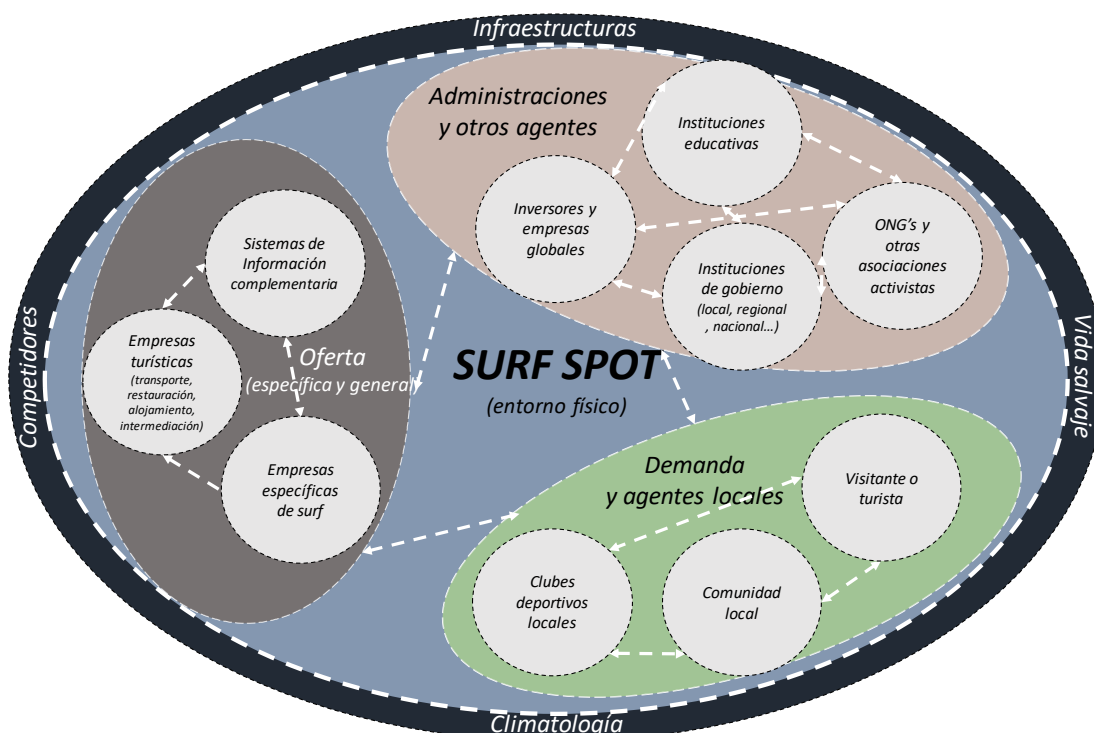 Infraestructuras
Administraciones
y otros agentes
Instituciones
educativas
Inversores y
empresas
globales
ONG's y
otras
asociaciones
activistas
Instituciones
de gobierno
(local, regional
, nacional...)
Sistemas de
Información
complementaria
Empresas
turísticas
(transporte,
restauración,
alojamiento,
intermediación)
Oferta
(específica y general)
Empresas
específicas
de surf
Competidores
SURF SPOT
(entorno físico)
Vida salvaje
Demanda
y agentes locales
Visitante o
turista
Clubes
deportivos
locales
Comunidad
local
Climatología